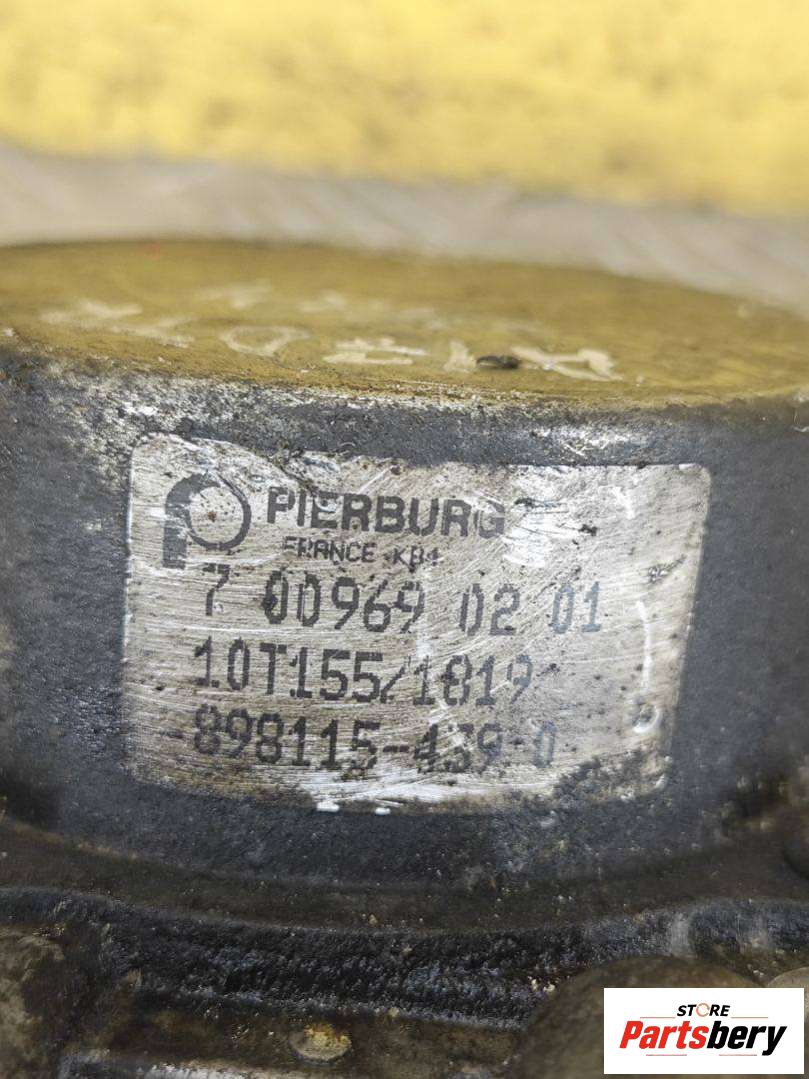 PIERBURG
FRANCE KB4
7 00969 02 01
10T155/1819
898115-439 0
STORE
Partsbery